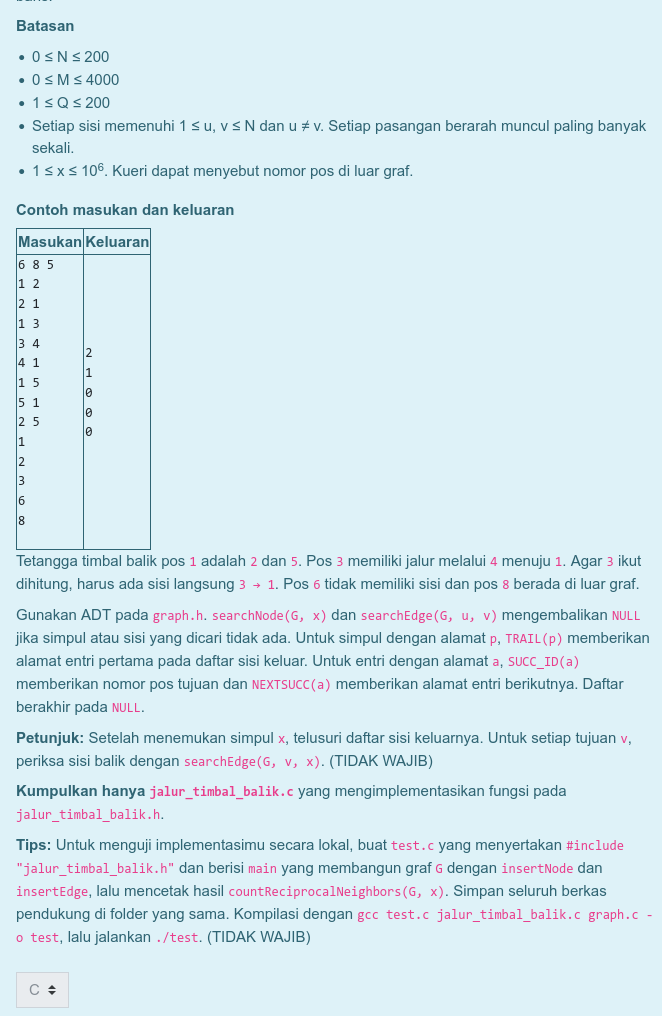 Batasan
• 0 ≤ N ≤ 200
• 0 ≤ M ≤ 4000
• 1 ≤ Q ≤ 200
• Setiap sisi memenuhi 1 ≤ u, v ≤ N dan u ≠ v. Setiap pasangan berarah muncul paling banyak
sekali.
• 1 ≤ x ≤ 10⁶. Kueri dapat menyebut nomor pos di luar graf.
Contoh masukan dan keluaran
Masukan Keluaran
6 8 5
1 2
2 1
1 3
3 4
4 1
1 5
5 1
2 5
1
2
3
6
8
2
1
0
0
0
Tetangga timbal balik pos 1 adalah 2 dan 5. Pos 3 memiliki jalur melalui 4 menuju 1. Agar 3 ikut
dihitung, harus ada sisi langsung 3 → 1. Pos 6 tidak memiliki sisi dan pos 8 berada di luar graf.
Gunakan ADT pada graph.h. searchNode(G, x) dan searchEdge(G, u, v) mengembalikan NULL
jika simpul atau sisi yang dicari tidak ada. Untuk simpul dengan alamat p, TRAIL(p) memberikan
alamat entri pertama pada daftar sisi keluar. Untuk entri dengan alamat a, SUCC_ID(a)
memberikan nomor pos tujuan dan NEXTSUCC(a) memberikan alamat entri berikutnya. Daftar
berakhir pada NULL.
Petunjuk: Setelah menemukan simpul x, telusuri daftar sisi keluarnya. Untuk setiap tujuan v,
periksa sisi balik dengan searchEdge(G, v, x). (TIDAK WAJIB)
Kumpulkan hanya jalur_timbal_balik.c yang mengimplementasikan fungsi pada
jalur_timbal_balik.h.
Tips: Untuk menguji implementasimu secara lokal, buat test.c yang menyertakan #include
"jalur_timbal_balik.h" dan berisi main yang membangun graf G dengan insertNode dan
insertEdge, lalu mencetak hasil countReciprocalNeighbors(G, x). Simpan seluruh berkas
pendukung di folder yang sama. Kompilasi dengan gcc test.c jalur_timbal_balik.c graph.c -
o test, lalu jalankan ./test. (TIDAK WAJIB)
C